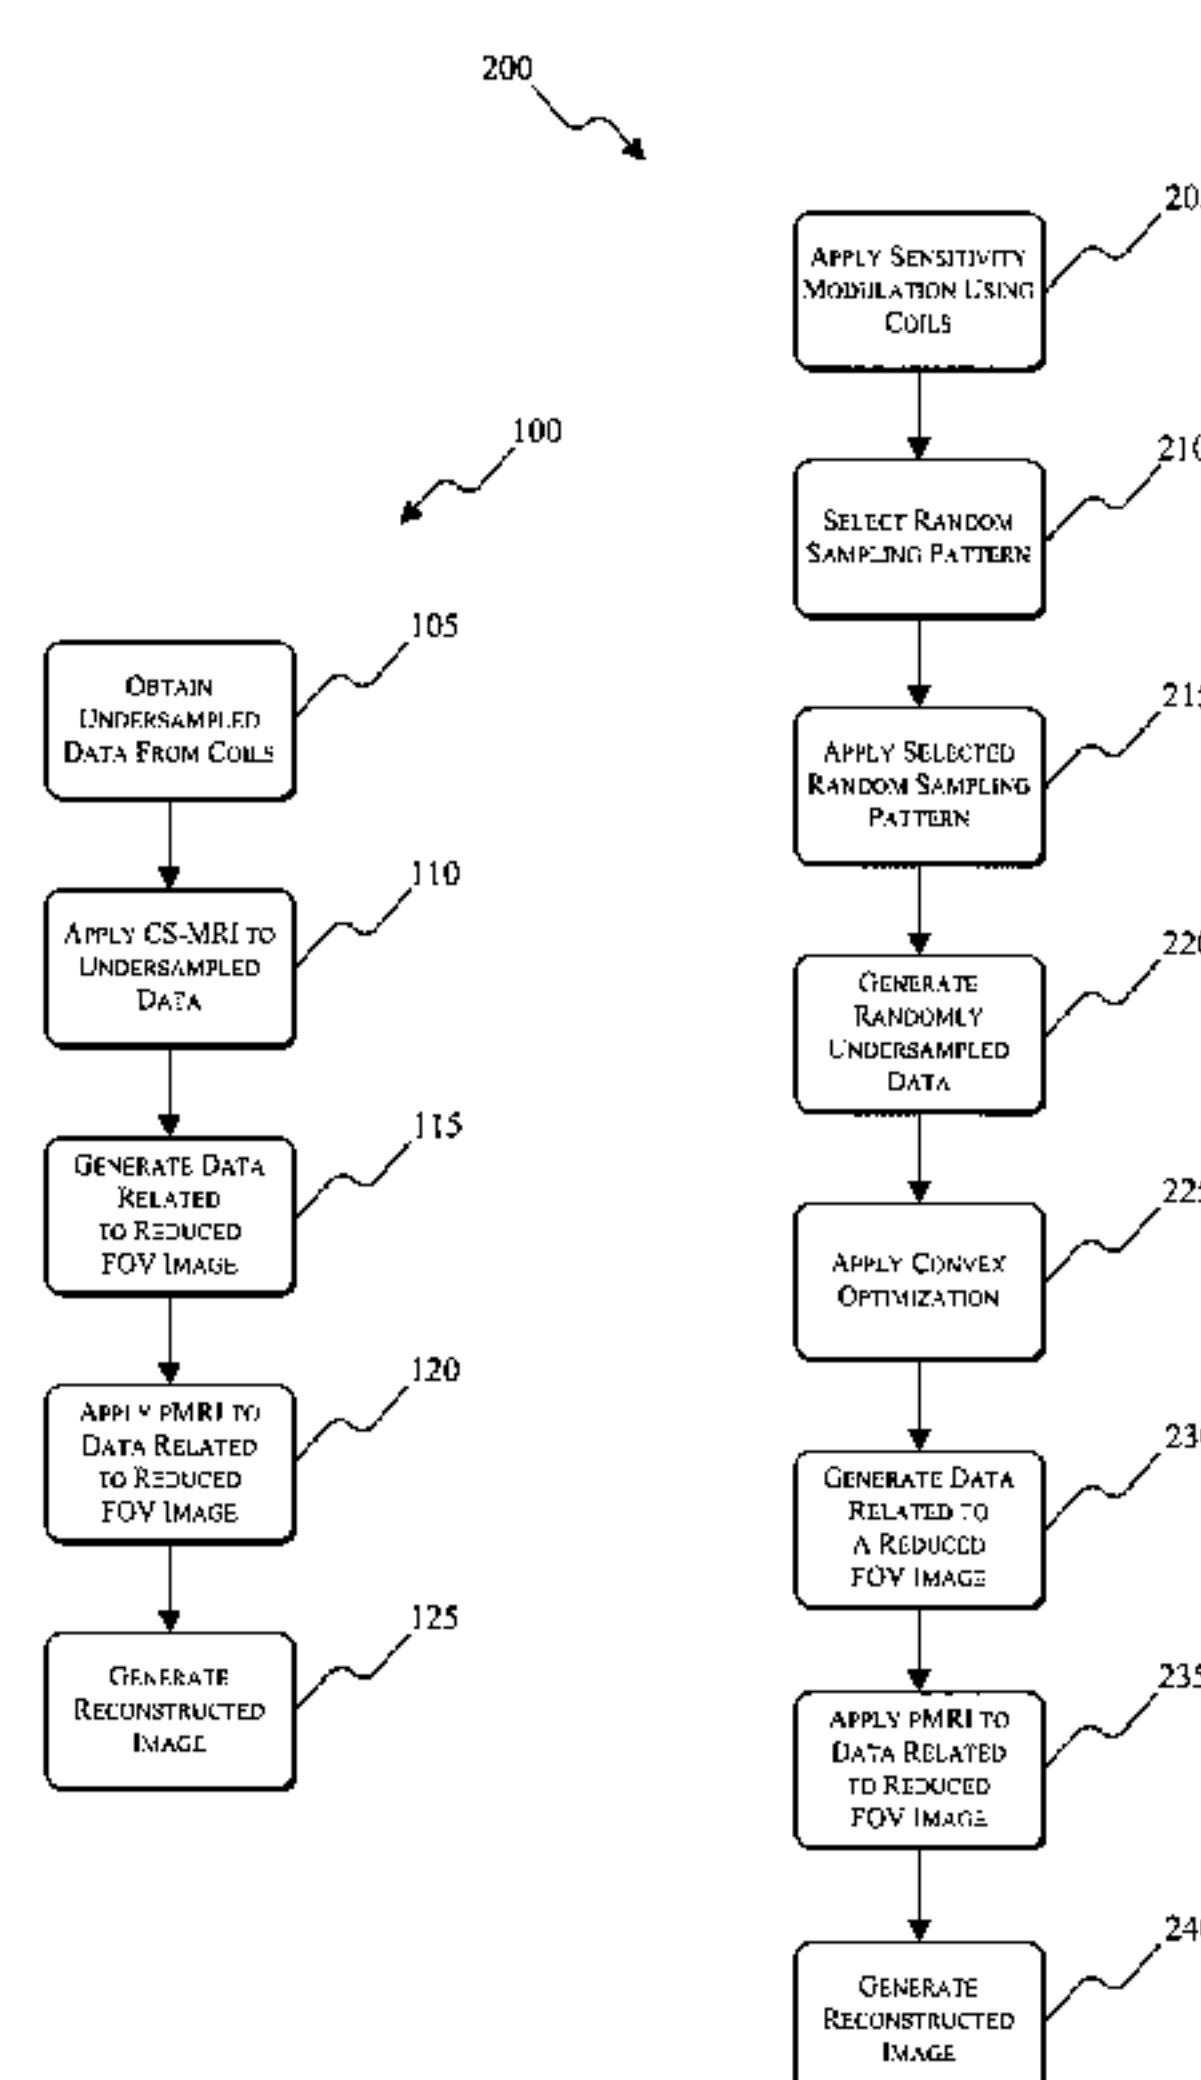 200
APPLY SENSITIVITY
MODULATION USING
COILS
210
SELECT RANDOM
SAMPLING PATTERN
215
APPLY SELECTED
RANDOM SAMPLING
PATTERN
220
GENERATE
RANDOMLY
UNDERSAMPLED
DATA
225
APPLY CONVEX
OPTIMIZATION
230
GENERATE DATA
RELATED TO
A REDUCED
FOV IMAGE
235
APPLY PMRI TO
DATA RELATED
TO REDUCED
FOV IMAGE
240
GENERATE
RECONSTRUCTED
IMAGE
100
105
OBTAIN
UNDERSAMPLED
DATA FROM COILS
110
APPLY CS-MRI TO
UNDERSAMPLED
DATA
115
GENERATE DATA
RELATED
TO REDUCED
FOV IMAGE
120
APPLY PMRI TO
DATA RELATED
TO REDUCED
FOV IMAGE
125
GENERATE
RECONSTRUCTED
IMAGE